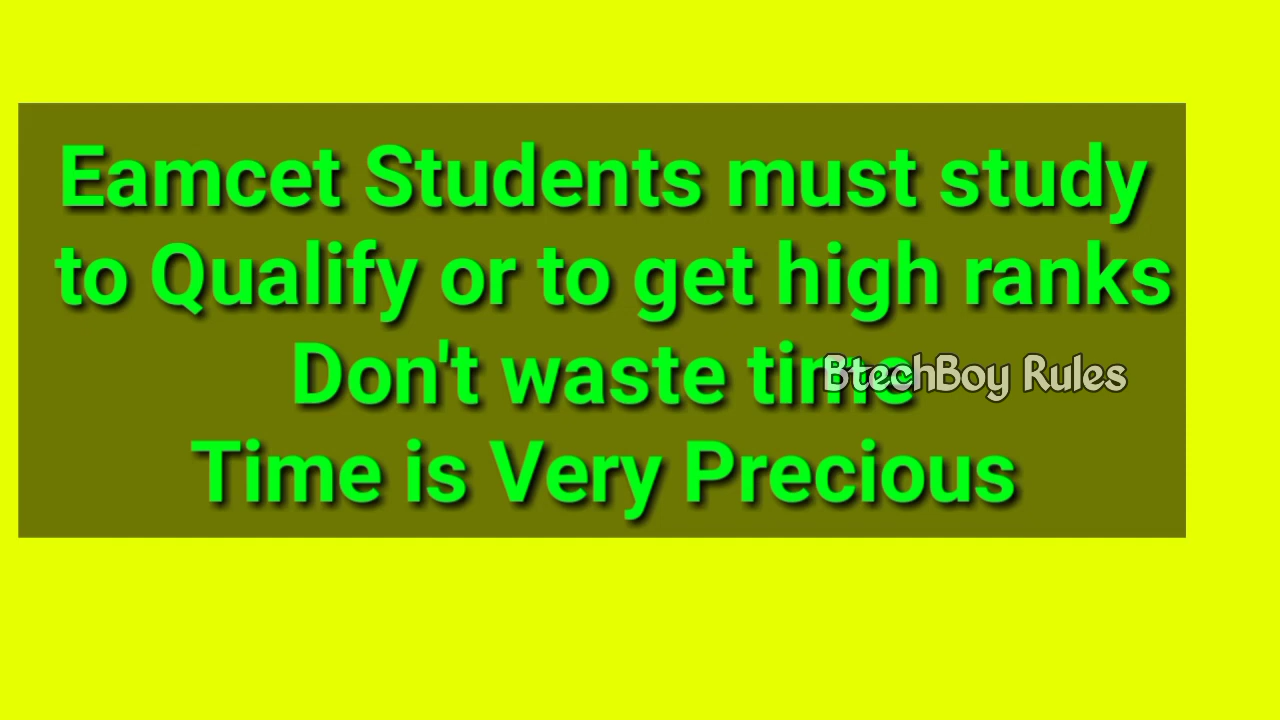 Eamcet Students must study
to Qualify or to get high ranks
Don't waste time
BtechBoy Rules
Time is Very Precious